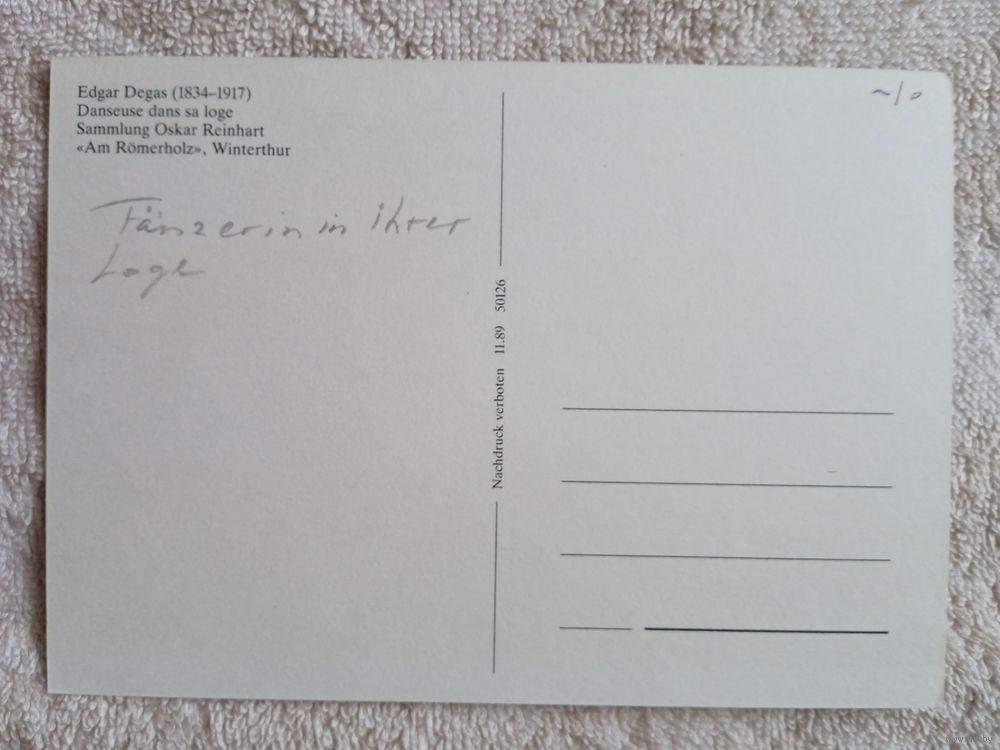 Edgar Degas (1834–1917)
Danseuse dans sa loge
Sammlung Oskar Reinhart
«Am Römerholz», Winterthur
Tänzerin in ihrer
Loge
Nachdruck verboten 11.89 50126